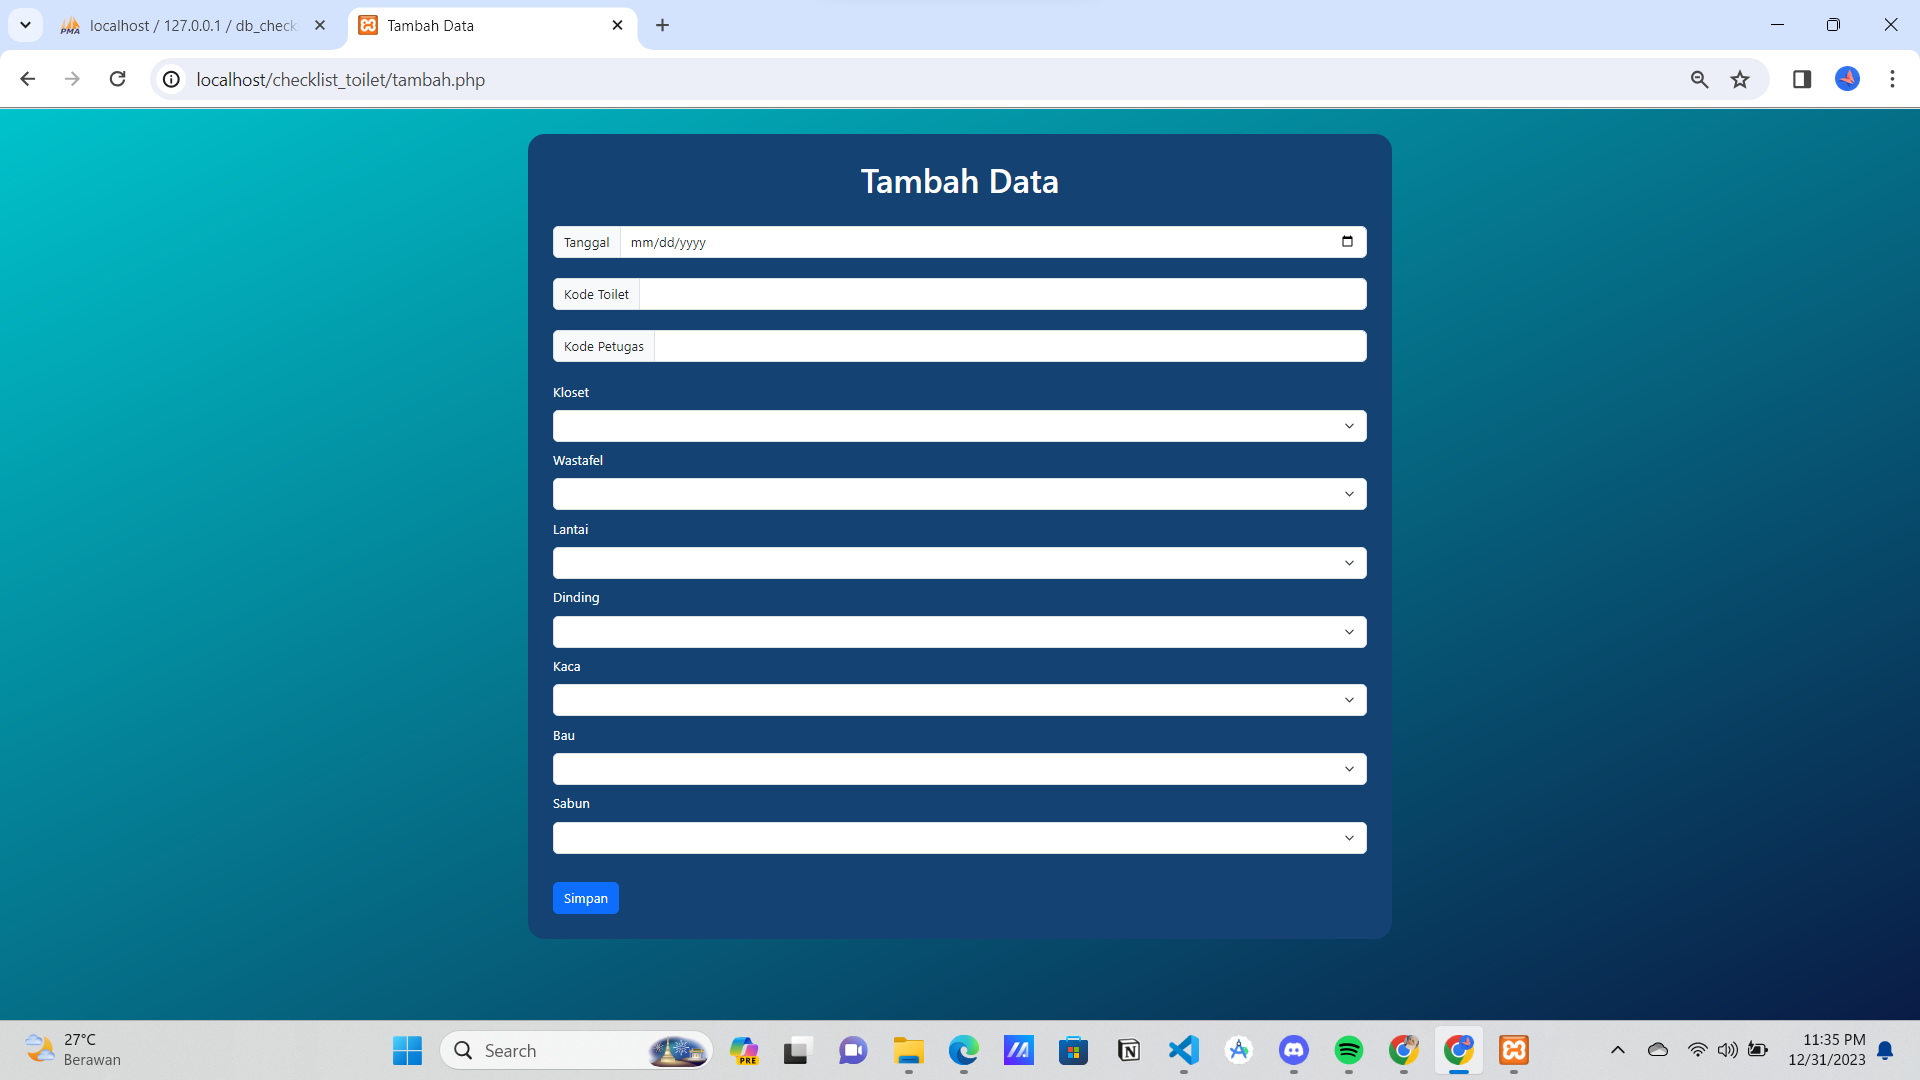 localhost / 127.0.0.1 / db_check
Tambah Data
localhost/checklist_toilet/tambah.php
Tambah Data
Tanggal
mm/dd/yyyy
Kode Toilet
Kode Petugas
Kloset
Wastafel
Lantai
Dinding
Kaca
Bau
Sabun
Simpan
27°C
Berawan
Search
PRE
11:35 PM
12/31/2023